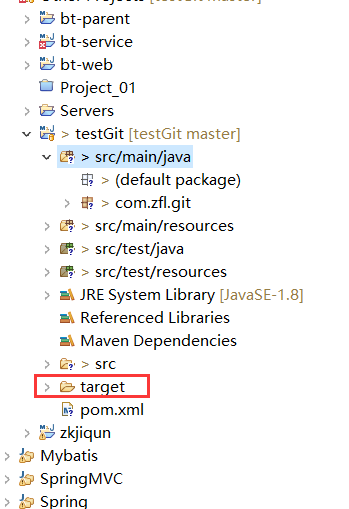 Other Projects [testGit master]
> bt-parent
bt-service
> bt-web
Project_01
> Servers
> testGit [testGit master]
> src/main/java
> (default package)
> com.zfl.git
> src/main/resources
> src/test/java
> src/test/resources
JRE System Library [JavaSE-1.8]
Referenced Libraries
Maven Dependencies
> src
target
pom.xml
zkjiqun
Mybatis
SpringMVC
Spring